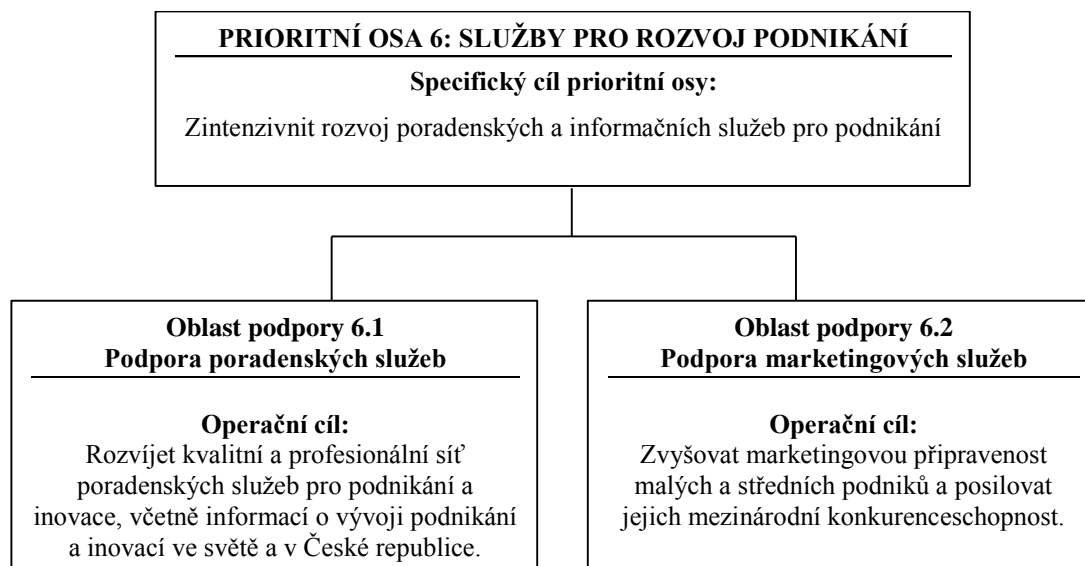 PRIORITNÍ OSA 6: SLUŽBY PRO ROZVOJ PODNIKÁNÍ
Specifický cíl prioritní osy:
Zintenzivnit rozvoj poradenských a informačních služeb pro podnikání
Oblast podpory 6.1
Podpora poradenských služeb
Operační cíl:
Rozvíjet kvalitní a profesionální síť
poradenských služeb pro podnikání a
inovace, včetně informací o vývoji podnikání
a inovací ve světě a v České republice.
Oblast podpory 6.2
Podpora marketingových služeb
Operační cíl:
Zvyšovat marketingovou připravenost
malých a středních podniků a posilovat
jejich mezinárodní konkurenceschopnost.